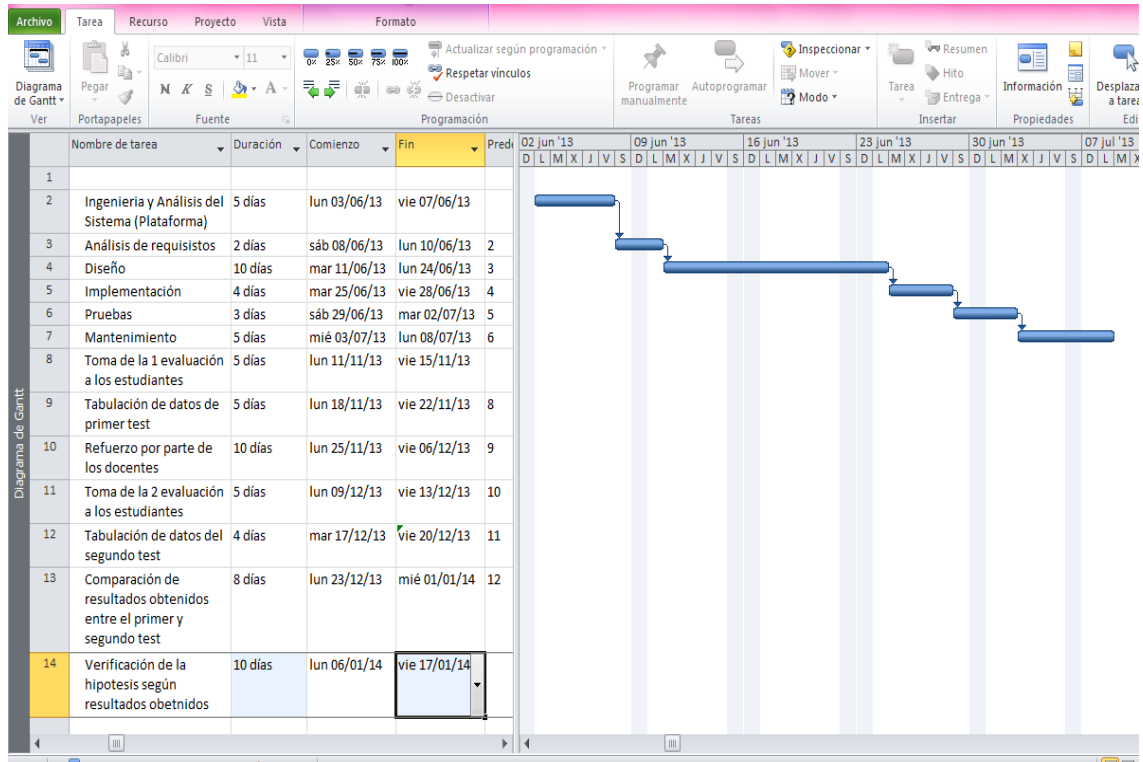 Archivo Tarea Recurso Proyecto Vista Formato
Diagrama de Gantt
Ver
Pegar
Portapapeles
Calibri 11
N K S A
Fuente
0% 25% 50% 75% 100%
Actualizar según programación
Respetar vínculos
Desactivar
Programación
Programar manualmente
Autoprogramar
Inspeccionar
Mover
Modo
Tareas
Tarea
Resumen
Hito
Entrega
Insertar
Información
Propiedades
Desplaza
a tarea
Edi
Nombre de tarea Duración Comienzo Fin Prede
02 jun '13 09 jun '13 16 jun '13 23 jun '13 30 jun '13 07 jul '13
D L M X J V S D L M X J V S D L M X J V S D L M X J V S D L M X J V S D L M X
1
2 Ingenieria y Análisis del 5 días lun 03/06/13 vie 07/06/13
Sistema (Plataforma)
3 Análisis de requisistos 2 días sáb 08/06/13 lun 10/06/13 2
4 Diseño 10 días mar 11/06/13 lun 24/06/13 3
5 Implementación 4 días mar 25/06/13 vie 28/06/13 4
6 Pruebas 3 días sáb 29/06/13 mar 02/07/13 5
7 Mantenimiento 5 días mié 03/07/13 lun 08/07/13 6
8 Toma de la 1 evaluación 5 días lun 11/11/13 vie 15/11/13
a los estudiantes
9 Tabulación de datos de 5 días lun 18/11/13 vie 22/11/13 8
primer test
10 Refuerzo por parte de 10 días lun 25/11/13 vie 06/12/13 9
los docentes
11 Toma de la 2 evaluación 5 días lun 09/12/13 vie 13/12/13 10
a los estudiantes
12 Tabulación de datos del 4 días mar 17/12/13 vie 20/12/13 11
segundo test
13 Comparación de 8 días lun 23/12/13 mié 01/01/14 12
resultados obtenidos
entre el primer y
segundo test
14 Verificación de la 10 días lun 06/01/14 vie 17/01/14
hipotesis según
resultados obetnidos
Diagrama de Gantt